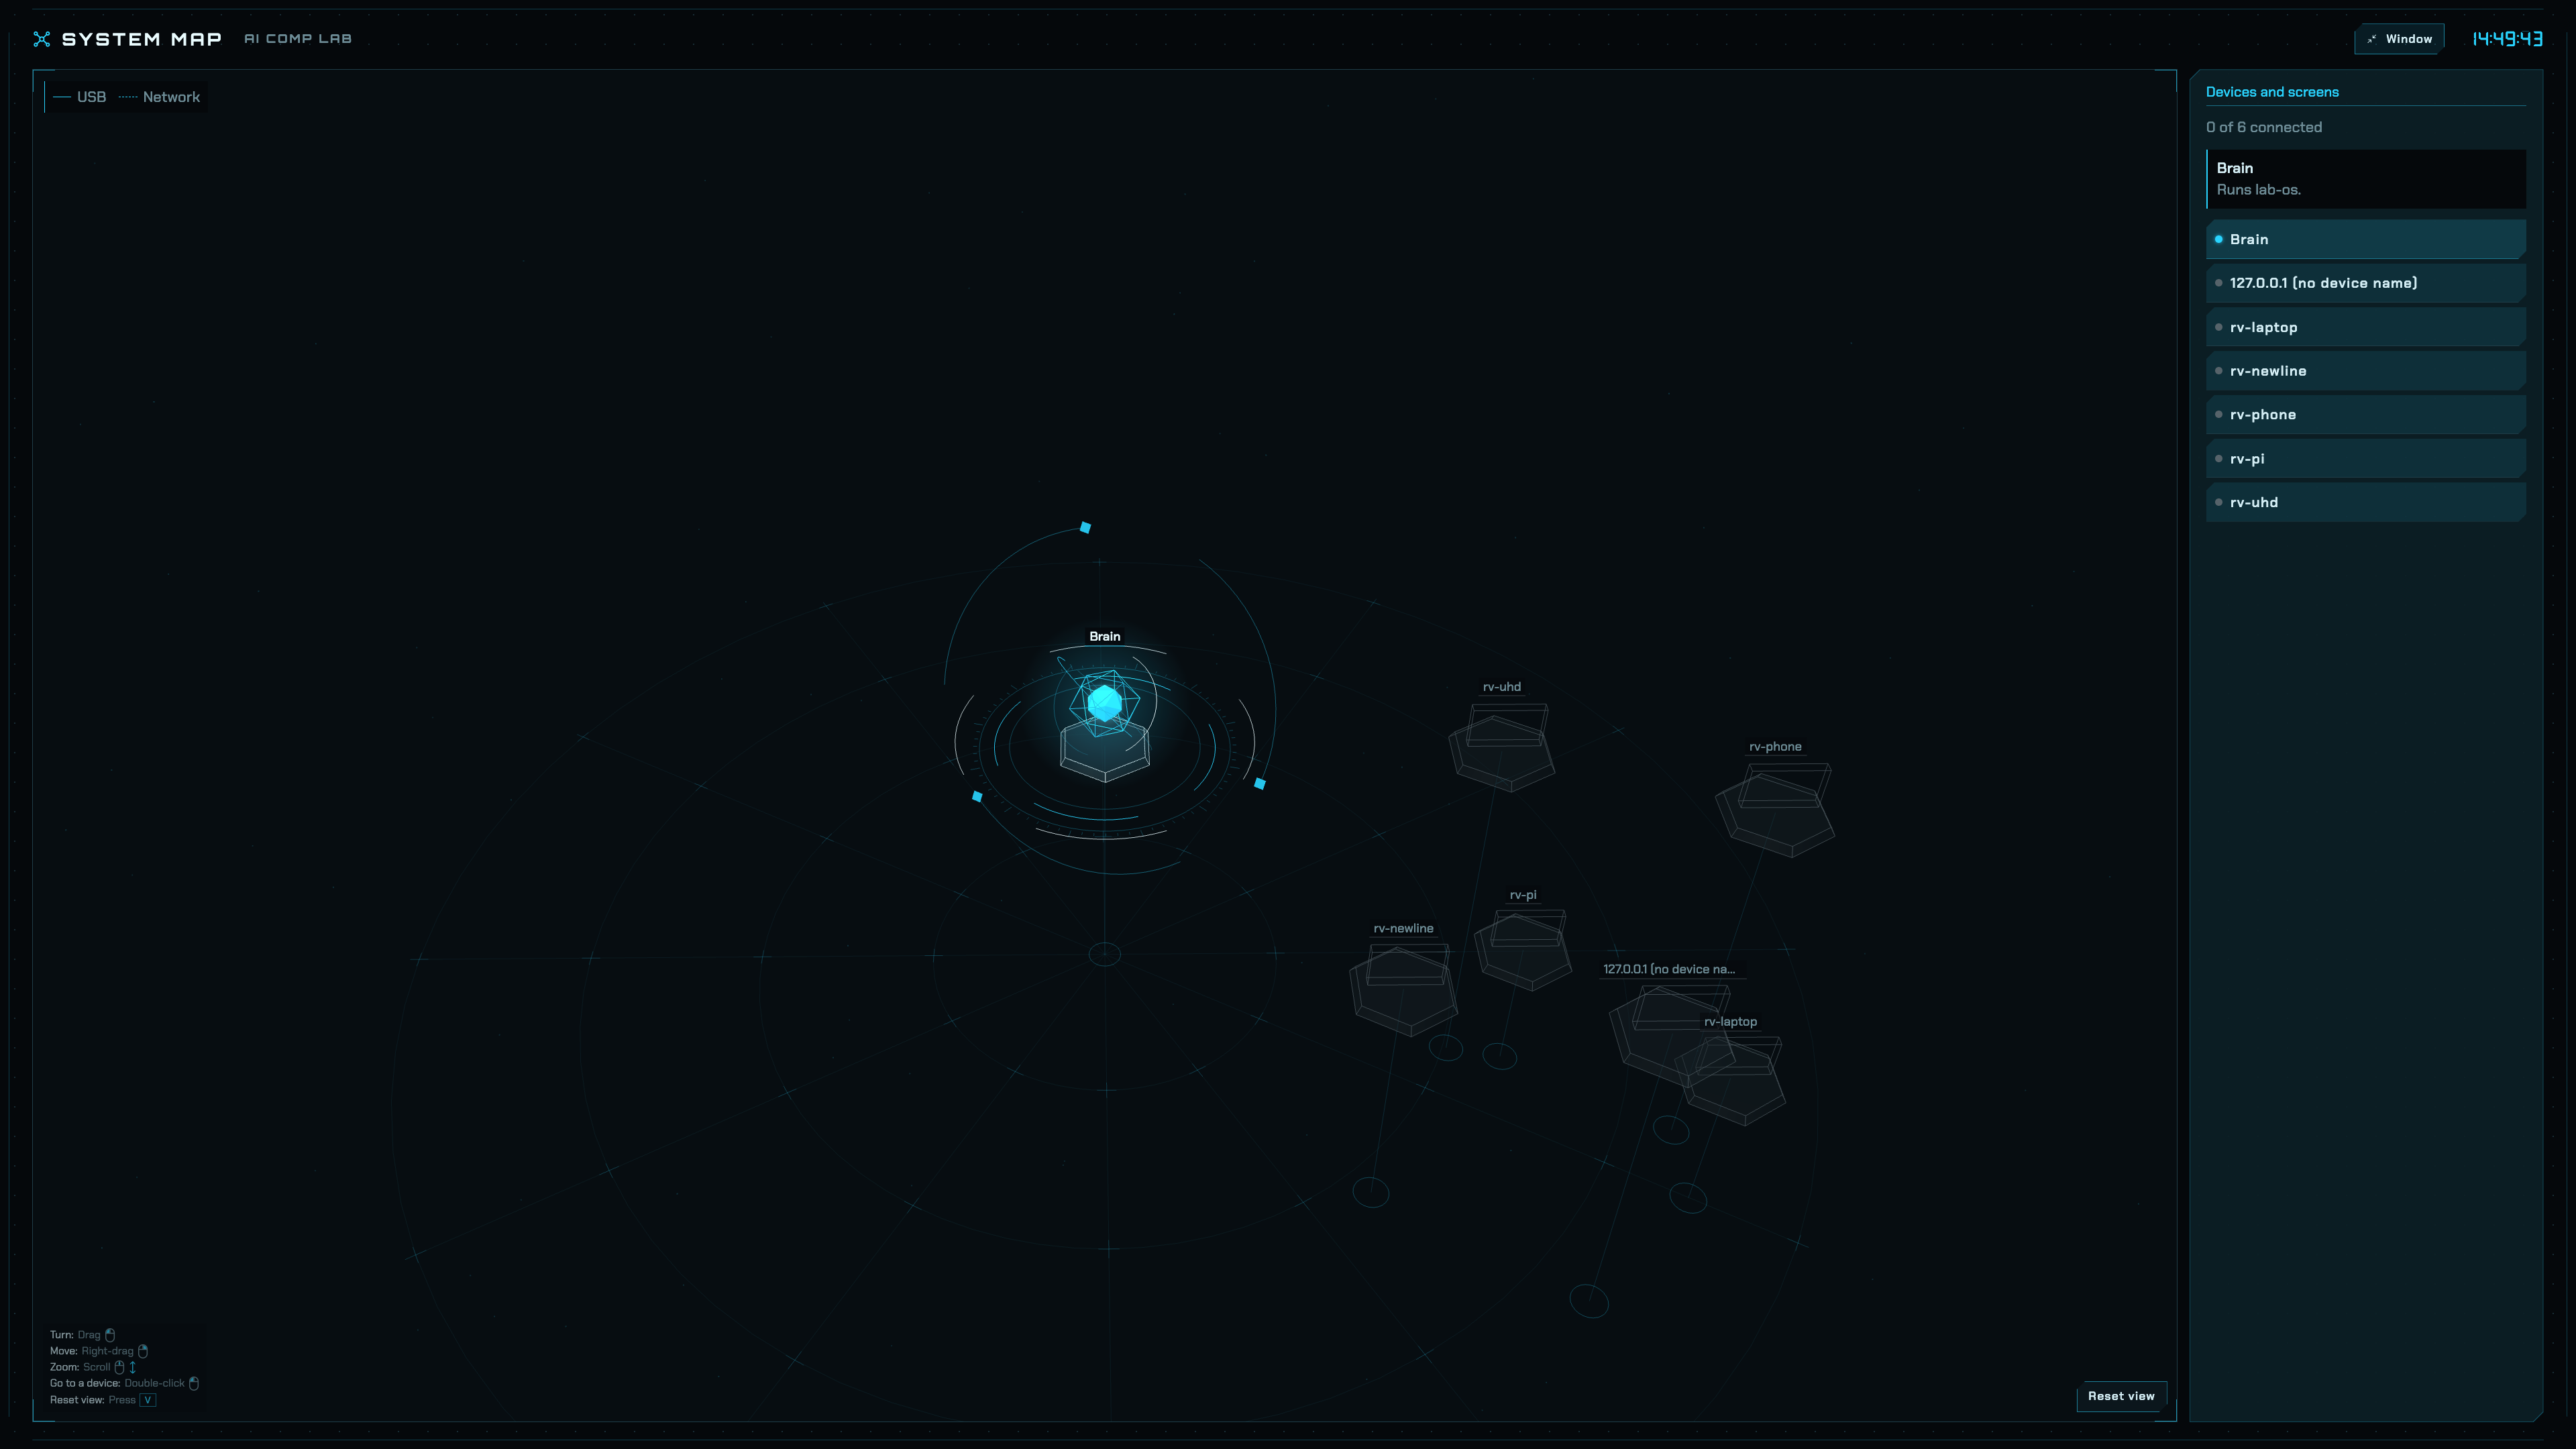 SYSTEM MAP
AI COMP LAB
Window
14:49:43
USB
Network
Devices and screens
0 of 6 connected
Brain
Runs lab-os.
Brain
127.0.0.1 (no device name)
rv-laptop
rv-newline
rv-phone
rv-pi
rv-uhd
Brain
rv-uhd
rv-phone
rv-pi
rv-newline
127.0.0.1 (no device na...
rv-laptop
Turn: Drag
Move: Right-drag
Zoom: Scroll
Go to a device: Double-click
Reset view: Press V
Reset view